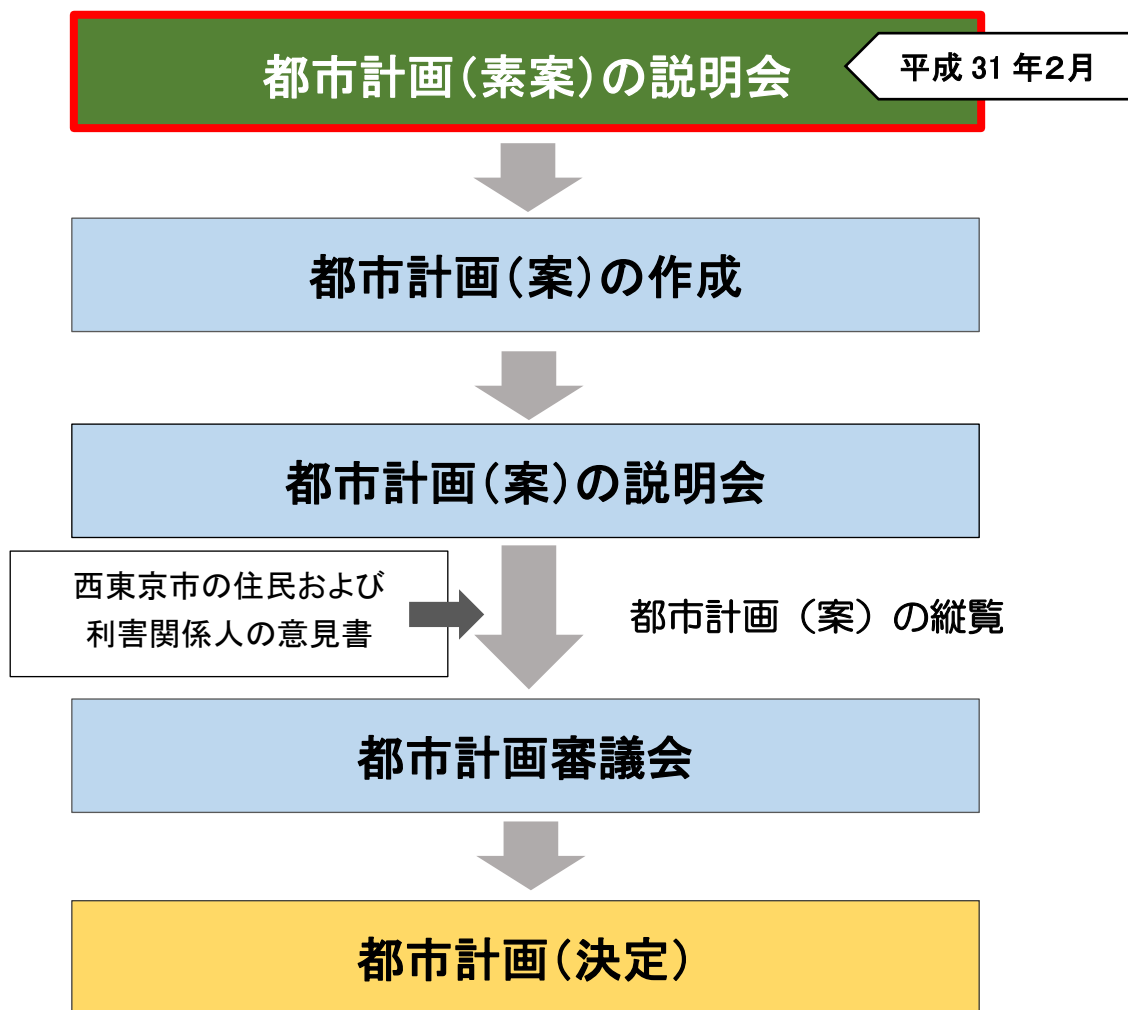 都市計画(素案)の説明会
平成 31 年2月
都市計画(案)の作成
都市計画(案)の説明会
西東京市の住民および
利害関係人の意見書
都市計画（案）の縦覧
都市計画審議会
都市計画(決定)